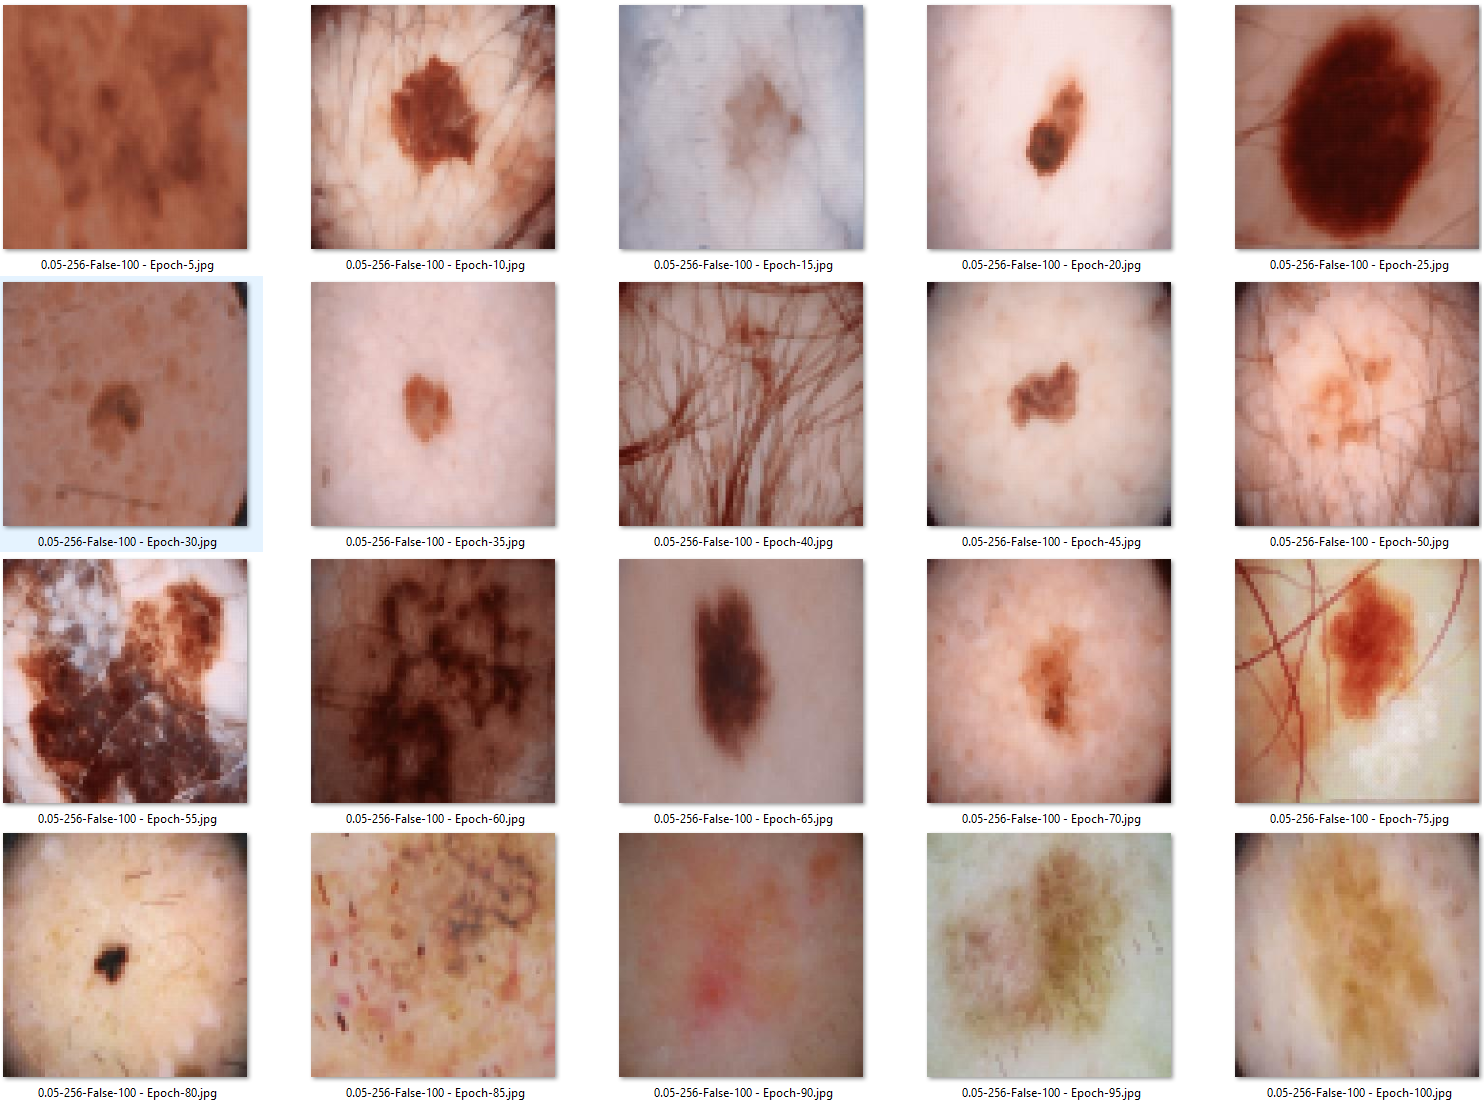 0.05-256-False-100 - Epoch-5.jpg
0.05-256-False-100 - Epoch-10.jpg
0.05-256-False-100 - Epoch-15.jpg
0.05-256-False-100 - Epoch-20.jpg
0.05-256-False-100 - Epoch-25.jpg
0.05-256-False-100 - Epoch-30.jpg
0.05-256-False-100 - Epoch-35.jpg
0.05-256-False-100 - Epoch-40.jpg
0.05-256-False-100 - Epoch-45.jpg
0.05-256-False-100 - Epoch-50.jpg
0.05-256-False-100 - Epoch-55.jpg
0.05-256-False-100 - Epoch-60.jpg
0.05-256-False-100 - Epoch-65.jpg
0.05-256-False-100 - Epoch-70.jpg
0.05-256-False-100 - Epoch-75.jpg
0.05-256-False-100 - Epoch-80.jpg
0.05-256-False-100 - Epoch-85.jpg
0.05-256-False-100 - Epoch-90.jpg
0.05-256-False-100 - Epoch-95.jpg
0.05-256-False-100 - Epoch-100.jpg